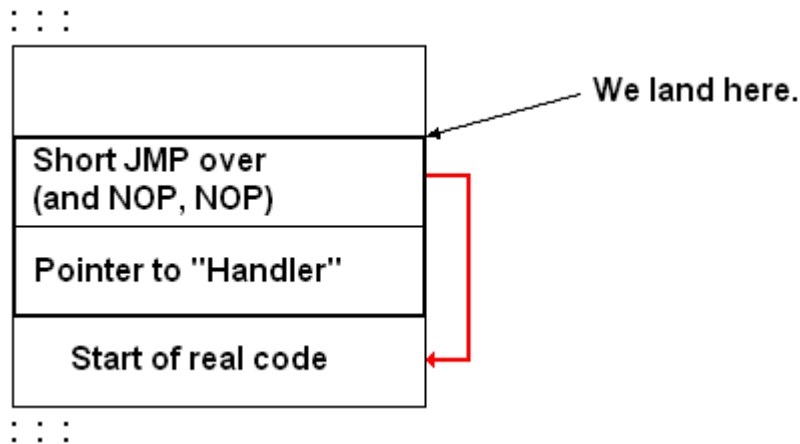 : : :
We land here.
Short JMP over
(and NOP, NOP)
Pointer to "Handler"
Start of real code
: : :